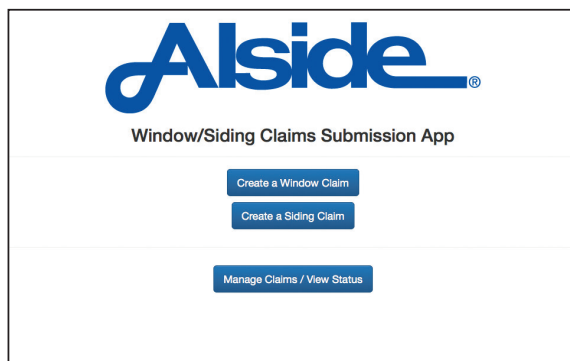 Alside®
Window/Siding Claims Submission App
Create a Window Claim
Create a Siding Claim
Manage Claims / View Status